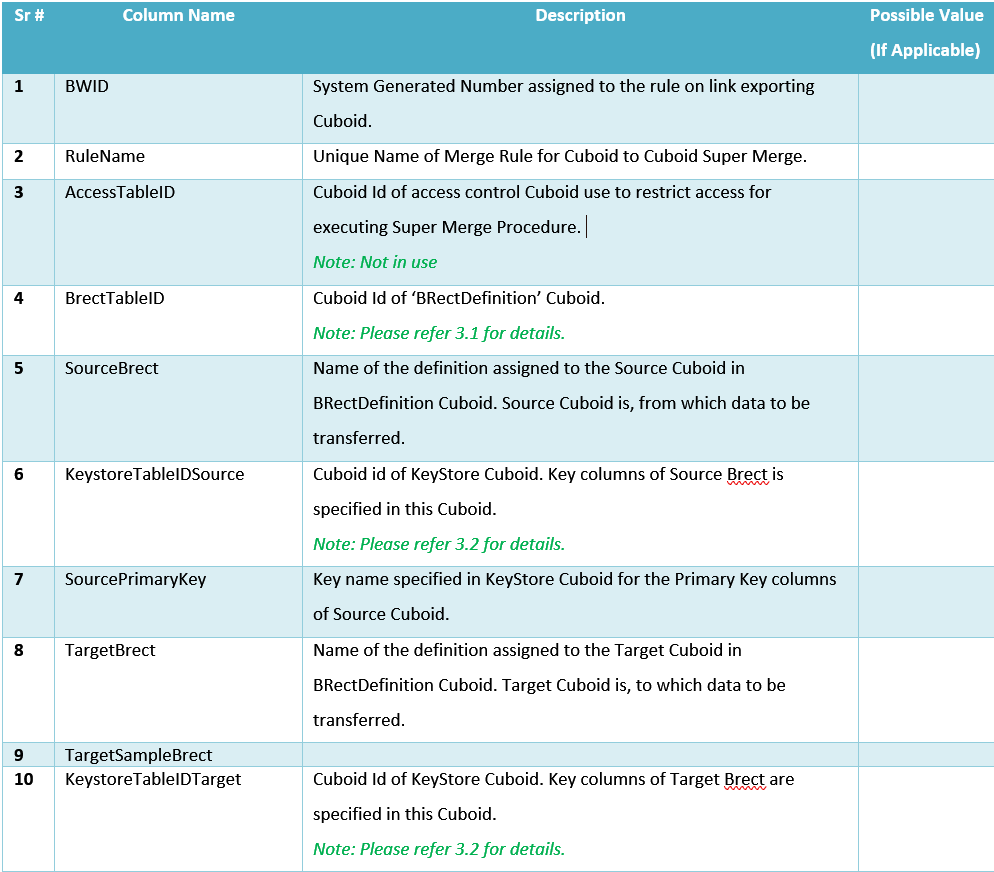 Sr # Column Name Description Possible Value
(If Applicable)
1 BWID System Generated Number assigned to the rule on link exporting
Cuboid.
2 RuleName Unique Name of Merge Rule for Cuboid to Cuboid Super Merge.
3 AccessTableID Cuboid Id of access control Cuboid use to restrict access for
executing Super Merge Procedure.
Note: Not in use
4 BrectTableID Cuboid Id of ‘BRectDefinition’ Cuboid.
Note: Please refer 3.1 for details.
5 SourceBrect Name of the definition assigned to the Source Cuboid in
BRectDefinition Cuboid. Source Cuboid is, from which data to be
transferred.
6 KeystoreTableIDSource Cuboid id of KeyStore Cuboid. Key columns of Source Brect is
specified in this Cuboid.
Note: Please refer 3.2 for details.
7 SourcePrimaryKey Key name specified in KeyStore Cuboid for the Primary Key columns
of Source Cuboid.
8 TargetBrect Name of the definition assigned to the Target Cuboid in
BRectDefinition Cuboid. Target Cuboid is, to which data to be
transferred.
9 TargetSampleBrect
10 KeystoreTableIDTarget Cuboid Id of KeyStore Cuboid. Key columns of Target Brect are
specified in this Cuboid.
Note: Please refer 3.2 for details.